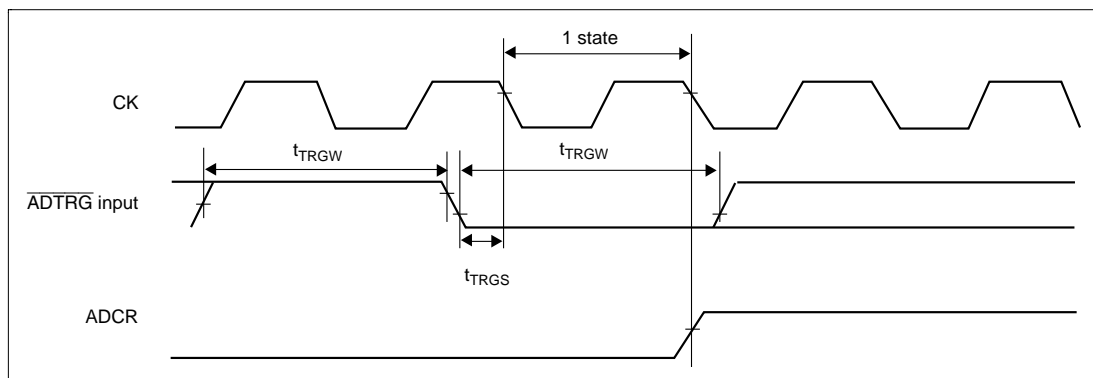 1 state
CK
tTRGW
tTRGW
ADTRG input
tTRGS
ADCR